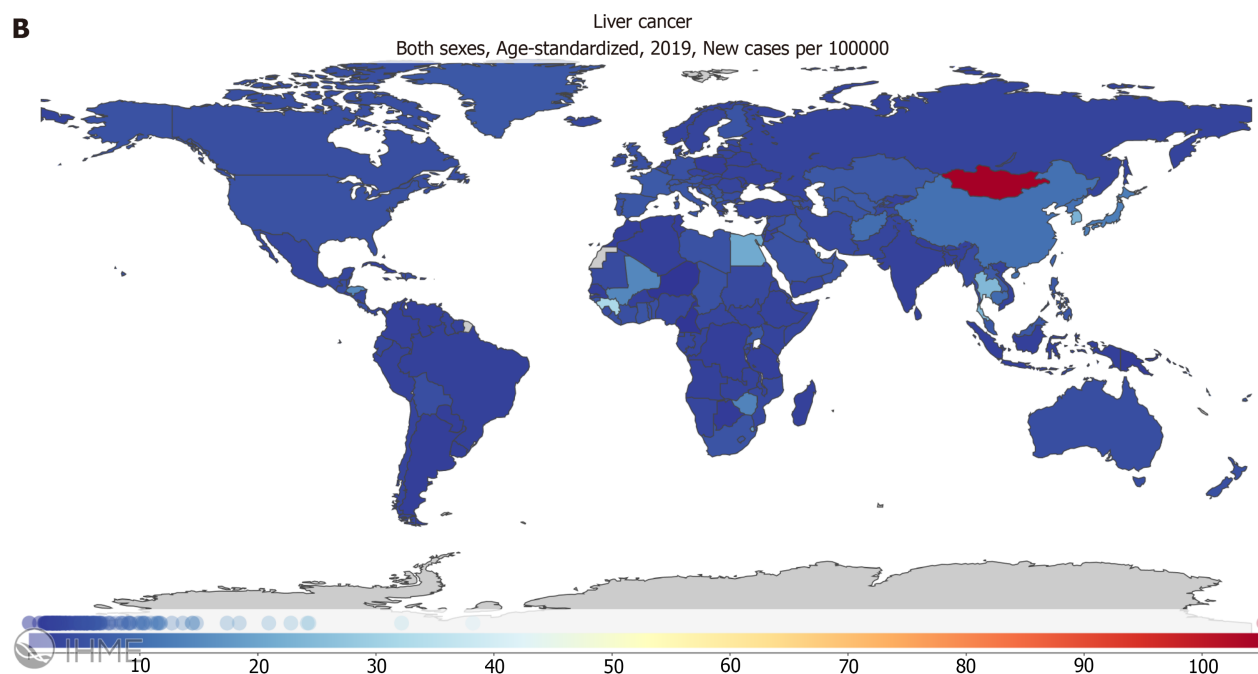 B
Liver cancer
Both sexes, Age-standardized, 2019, New cases per 100000
IHME
10 20 30 40 50 60 70 80 90 100